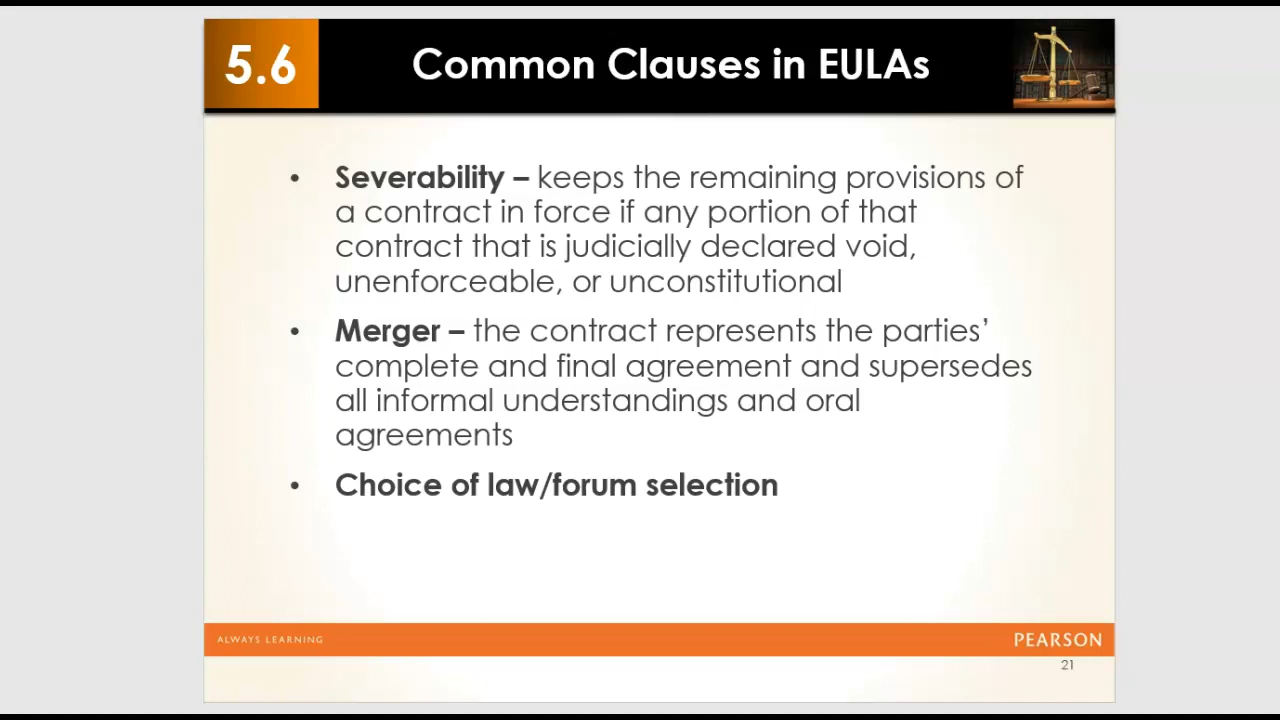 5.6
Common Clauses in EULAs
• Severability – keeps the remaining provisions of
a contract in force if any portion of that
contract that is judicially declared void,
unenforceable, or unconstitutional
• Merger – the contract represents the parties’
complete and final agreement and supersedes
all informal understandings and oral
agreements
• Choice of law/forum selection
ALWAYS LEARNING
PEARSON
21